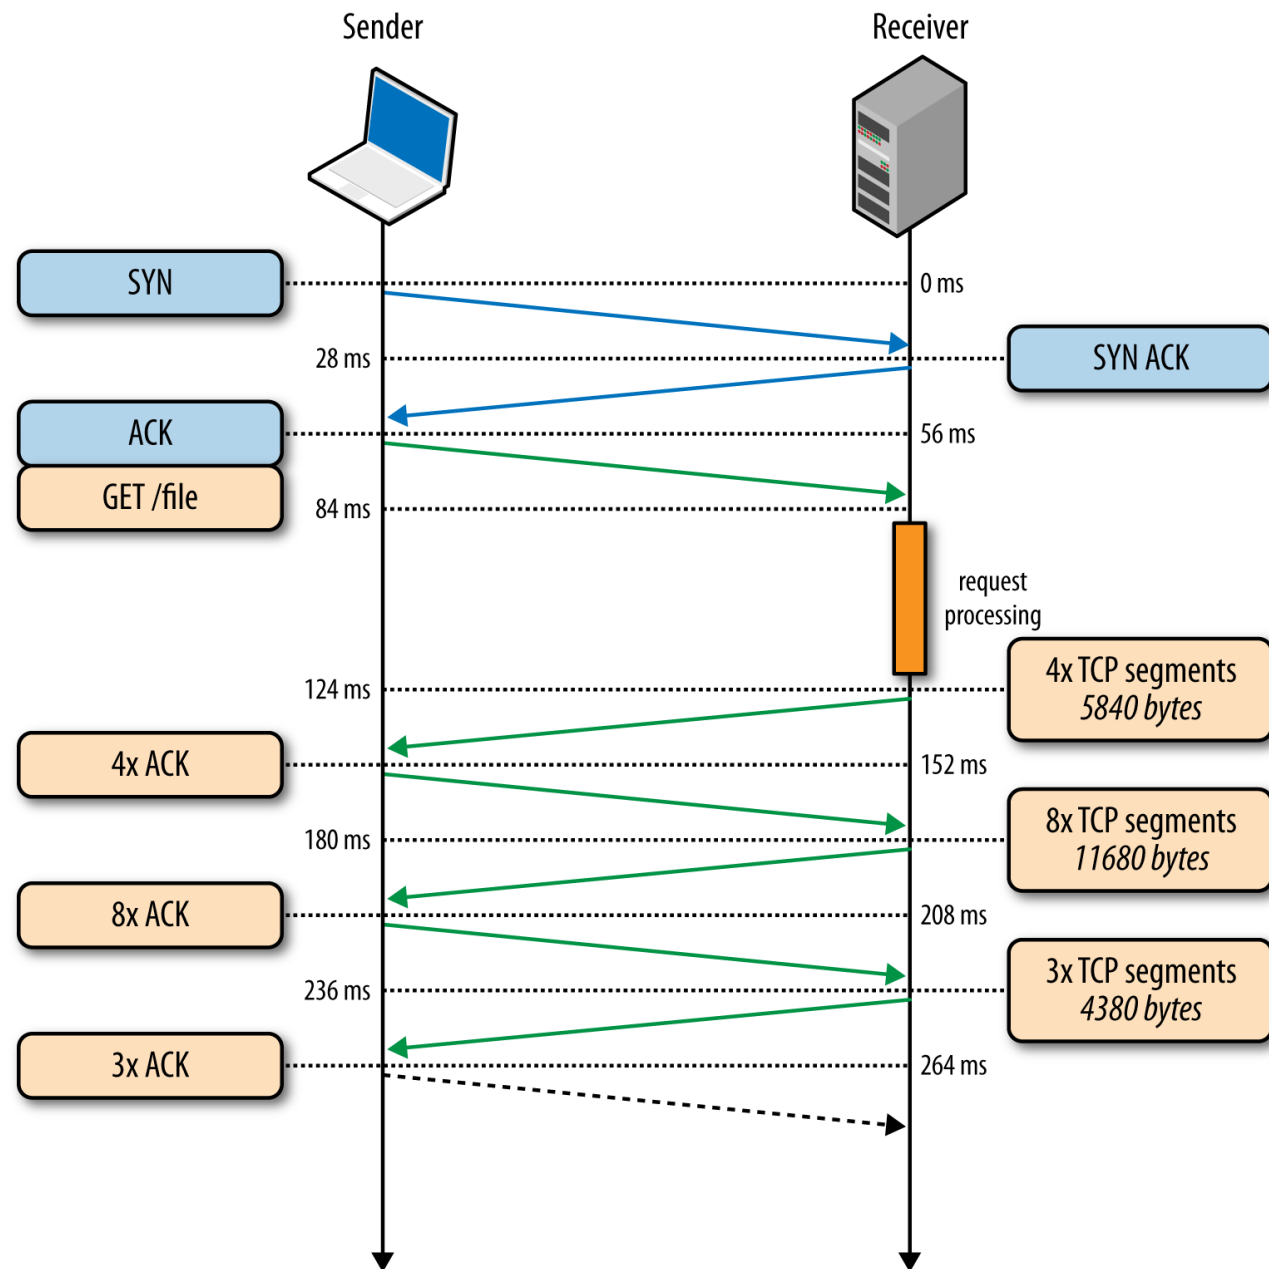 Sender
Receiver
SYN
0 ms
28 ms
SYN ACK
ACK
56 ms
GET /file
84 ms
request
processing
124 ms
4x TCP segments
5840 bytes
4x ACK
152 ms
180 ms
8x TCP segments
11680 bytes
8x ACK
208 ms
236 ms
3x TCP segments
4380 bytes
3x ACK
264 ms